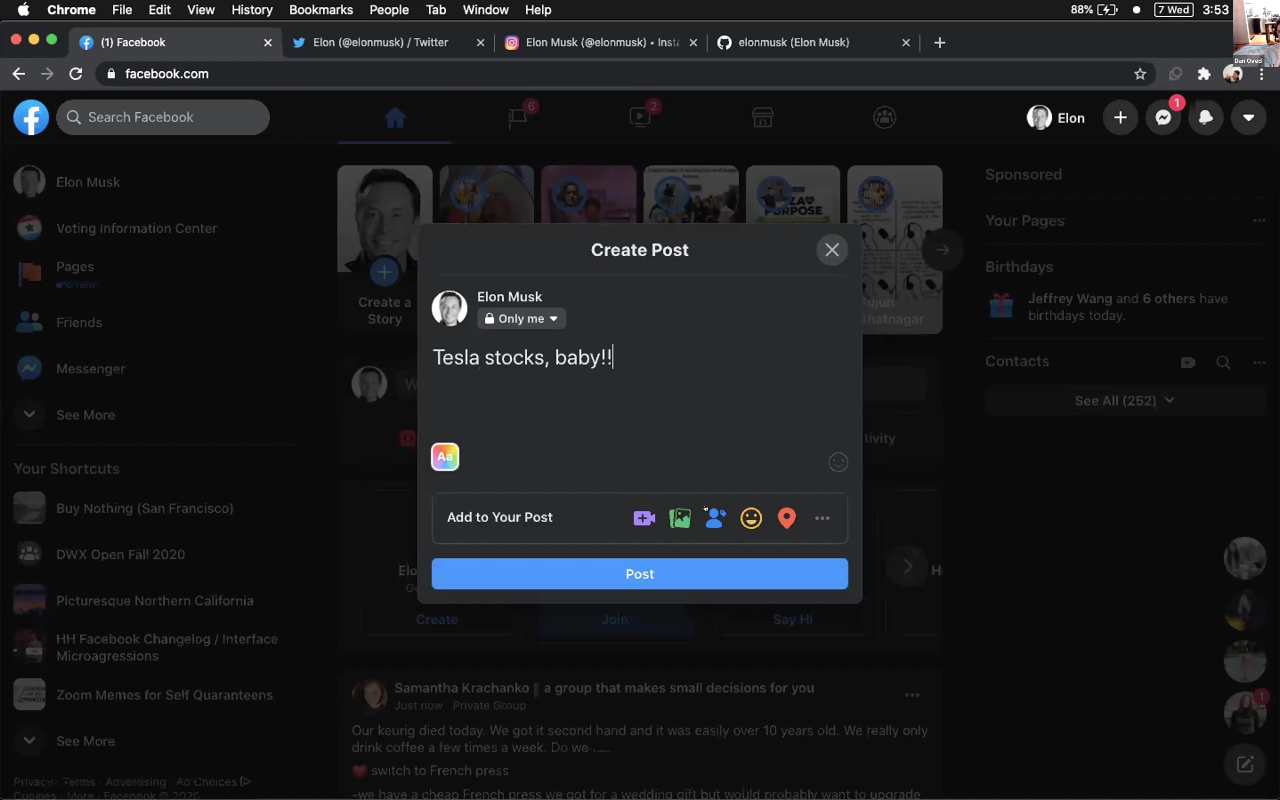 Chrome File Edit View History Bookmarks People Tab Window Help 88% 7 Wed 3:53
(1) Facebook Elon (@elonmusk) / Twitter Elon Musk (@elonmusk) • Insta elonmusk (Elon Musk)
Dan Oved
facebook.com
Search Facebook 6 2 Elon 1
Elon Musk
Voting Information Center
Pages
Friends
Messenger
See More
Your Shortcuts
Buy Nothing (San Francisco)
DWX Open Fall 2020
Picturesque Northern California
HH Facebook Changelog / Interface
Microagressions
Zoom Memes for Self Quaranteens
See More
Privacy · Terms · Advertising · Ad Choices
Cookies · More · Facebook © 2020
PURPOSE
Create a
Story
Bhatnagar
Create Post
Elon Musk
Only me
Tesla stocks, baby!!
Aa
Add to Your Post
Post
Create Join Say Hi
Samantha Krachanko a group that makes small decisions for you
Just now · Private Group
Our keurig died today. We got it second hand and it was easily over 10 years old. We really only
drink coffee a few times a week. Do we .....
❤️ switch to French press
-we have a cheap French press we got for a wedding gift but would probably want to upgrade
Sponsored
Your Pages
Birthdays
Jeffrey Wang and 6 others have
birthdays today.
Contacts
See All (252)
1